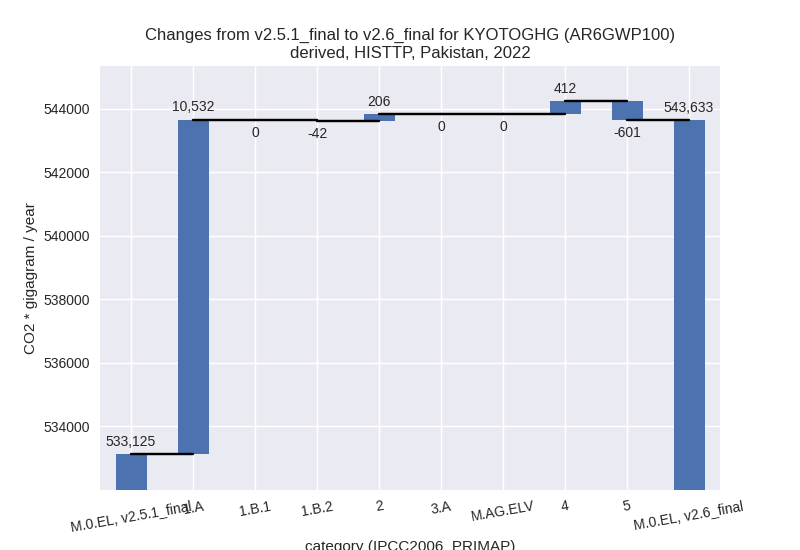 Changes from v2.5.1_final to v2.6_final for KYOTOGHG (AR6GWP100)
derived, HISTTP, Pakistan, 2022
CO2 * gigagram / year
544000
542000
540000
538000
536000
534000
533,125
10,532
0
-42
206
0
0
412
-601
543,633
M.0.EL, v2.5.1_final
1.A
1.B.1
1.B.2
2
3.A
M.AG.ELV
4
5
M.0.EL, v2.6_final
category (IPCC2006_PRIMAP)